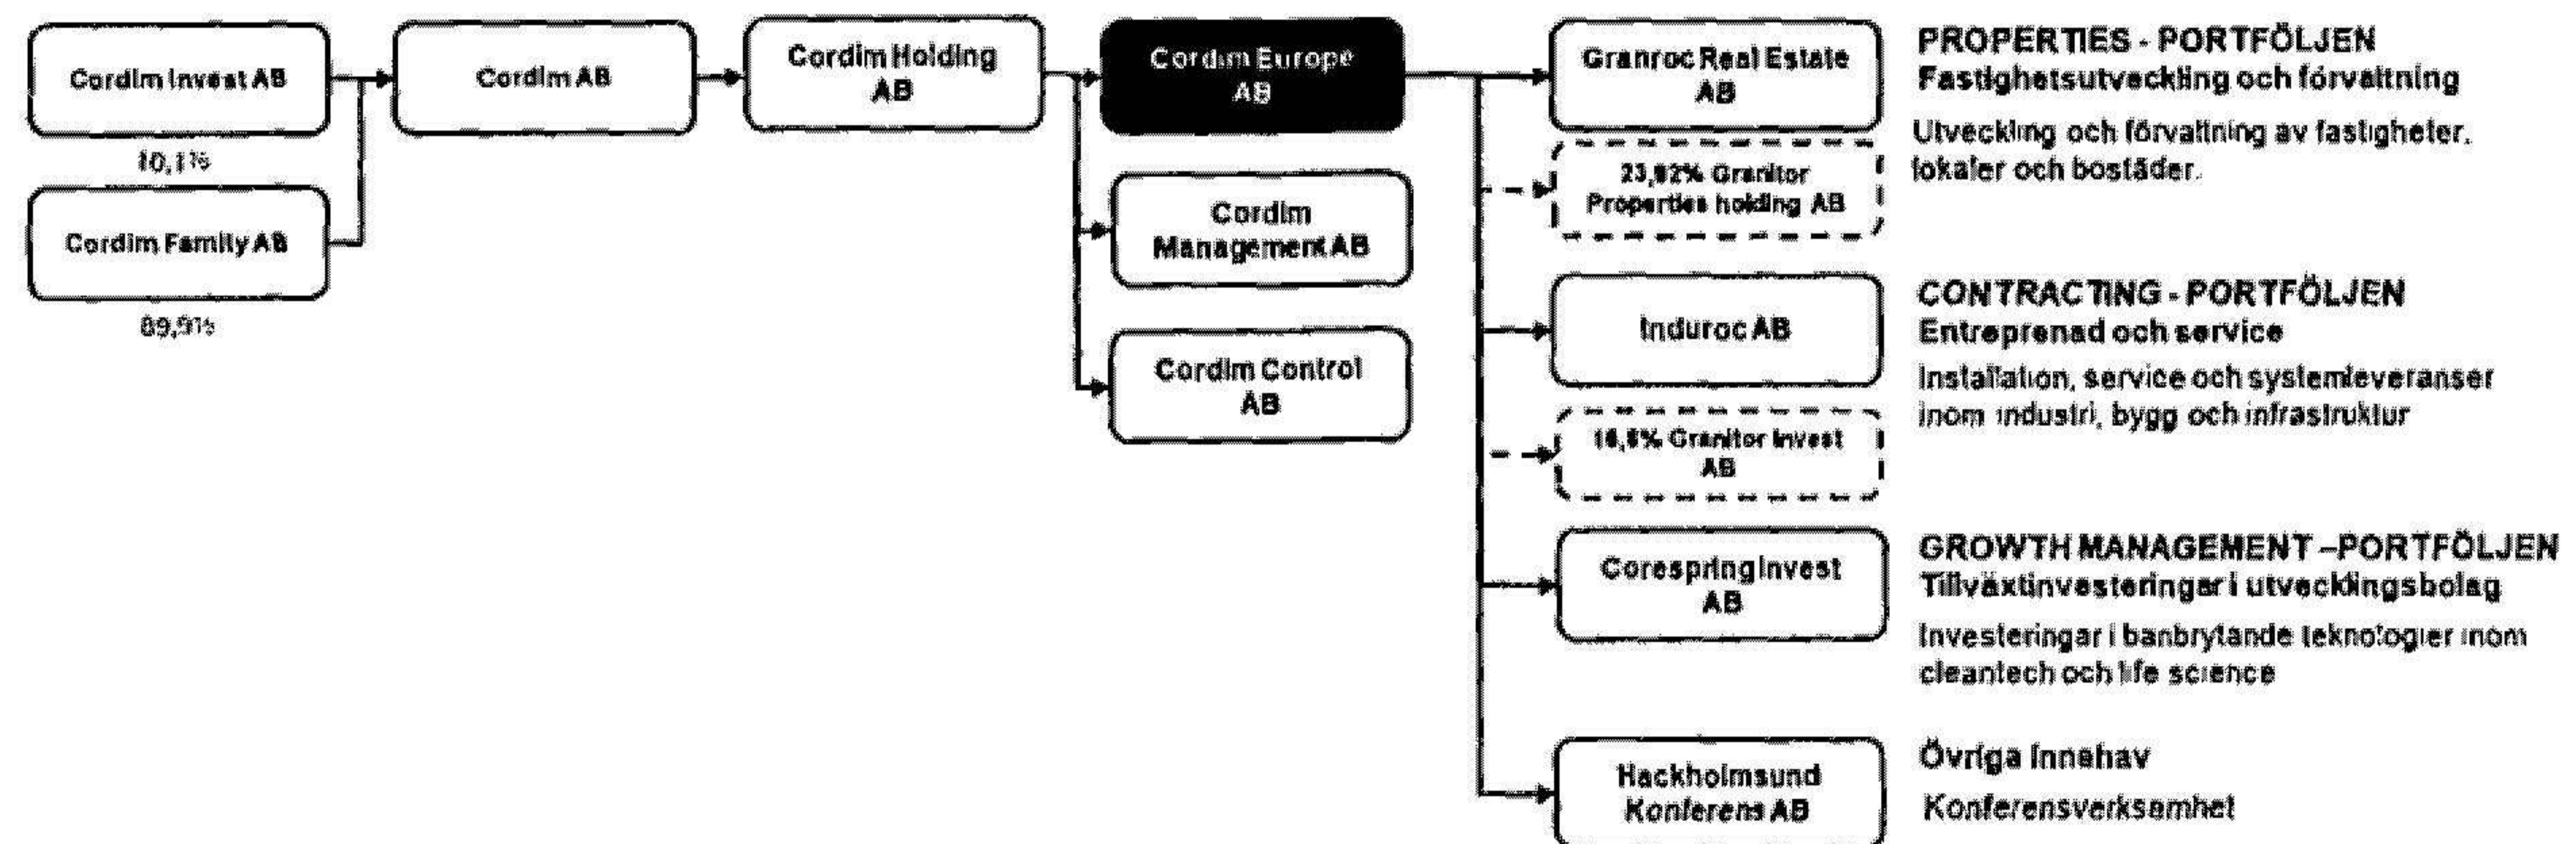 Cordim Invest AB
10,1%
Cordim Family AB
89,9%
Cordim AB
Cordim Holding
AB
Cordim Europe
AB
Cordim
Management AB
Cordim Control
AB
Granroc Real Estate
AB
Granitor
Properties holding AB
Induroc AB
Granitor Invest
AB
Corespring Invest
AB
Hackholmsund
Konferens AB
PROPERTIES - PORTFÖLJEN
Fastighetsutveckling och förvaltning
Utveckling och förvaltning av fastigheter,
lokaler och bostäder.
CONTRACTING - PORTFÖLJEN
Entreprenad och service
Installation, service och systemleveranser
inom industri, bygg och infrastruktur
GROWTH MANAGEMENT –PORTFÖLJEN
Tillväxtinvesteringar i utvecklingsbolag
Investeringar i banbrytande teknologier inom
cleantech och life science
Övriga Innehav
Konferensverksamhet